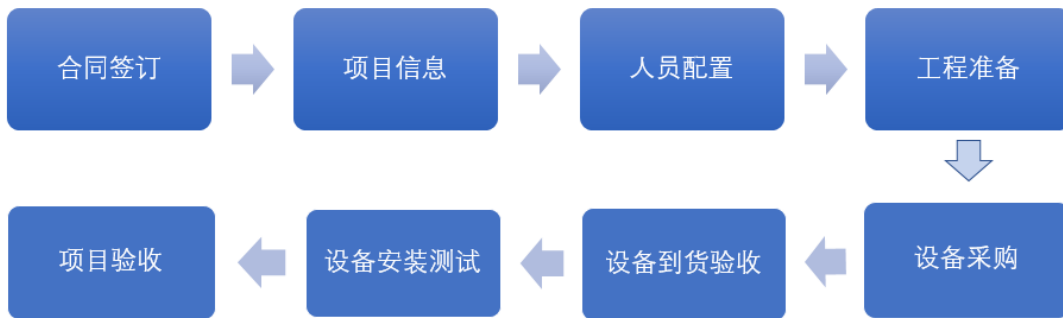 合同签订
项目信息
人员配置
工程准备
设备采购
设备到货验收
设备安装测试
项目验收